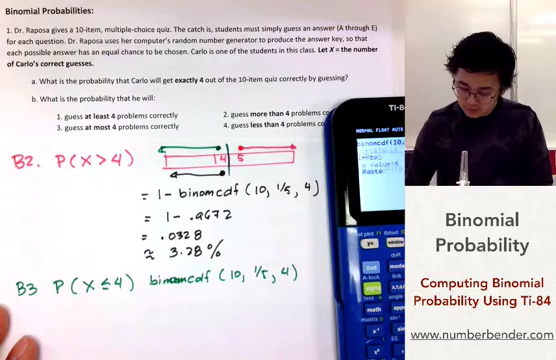 Binomial Probabilities:
1. Dr. Raposa gives a 10-item, multiple-choice quiz. The catch is, students must simply guess an answer (A through E)
for each question. Dr. Raposa uses her computer's random number generator to produce the answer key, so that
each possible answer has an equal chance to be chosen. Carlo is one of the students in this class. Let X = the number
of Carlo's correct guesses.
a. What is the probability that Carlo will get exactly 4 out of the 10-item quiz correctly by guessing?
b. What is the probability that he will:
1. guess at least 4 problems correctly
2. guess more than 4 problems co
3. guess at most 4 problems correctly
4. guess less than 4 problems co
B2. P(X>4)
4 5
= 1 - binomcdf (10, 1/5, 4)
= 1 - .9672
= .0328
≈ 3.28 %
B3 P(X≤4) binomcdf (10, 1/5, 4)
TI-84
NORMAL FLOAT AUTO
binomcdf(10,
x value:4
Paste
y=
window
quit
2nd
mode
A-lock
alpha
Binomial
Probability
Computing Binomial
Probability Using Ti-84
www.numberbender.com